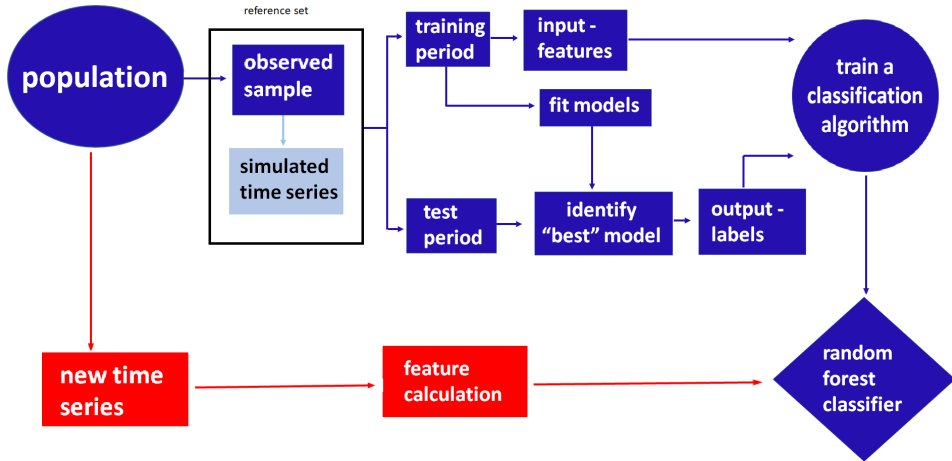 reference set
population
observed
sample
simulated
time series
training
period
input -
features
fit models
test
period
identify
“best” model
output -
labels
train a
classification
algorithm
new time
series
feature
calculation
random
forest
classifier